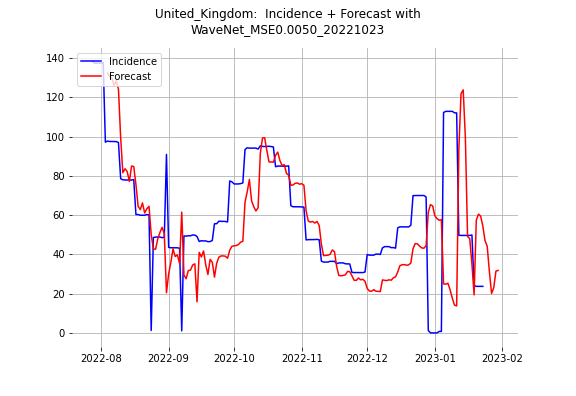 United_Kingdom:  Incidence + Forecast with
WaveNet_MSE0.0050_20221023
Incidence
Forecast
140
120
100
80
60
40
20
0
2022-08 2022-09 2022-10 2022-11 2022-12 2023-01 2023-02